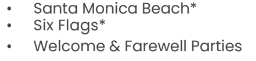 • Santa Monica Beach*
• Six Flags*
• Welcome & Farewell Parties